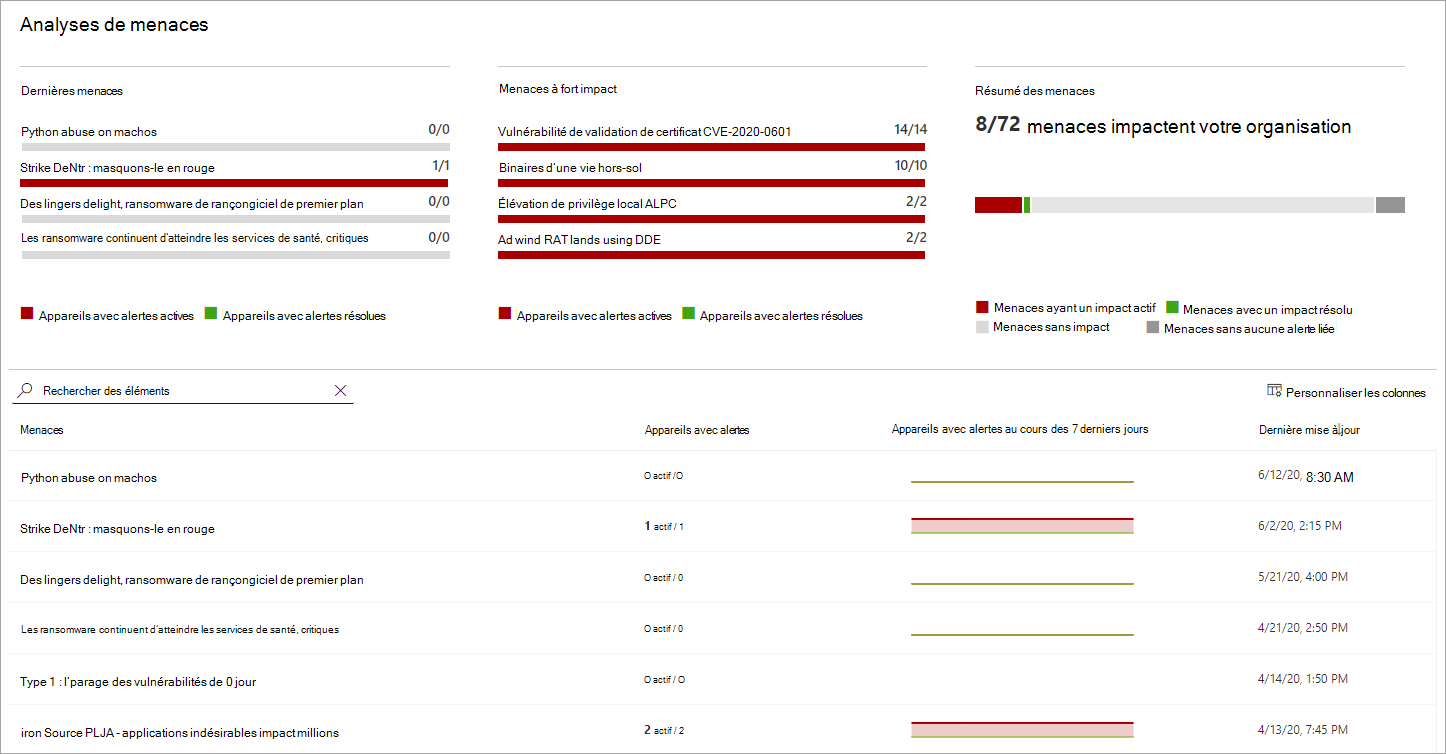 Analyses de menaces
Dernières menaces
Python abuse on machos 0/0
Strike DeNtr : masquons-le en rouge 1/1
Des lingers delight, ransomware de rançongiciel de premier plan 0/0
Les ransomware continuent d'atteindre les services de santé, critiques 0/0
Appareils avec alertes actives Appareils avec alertes résolues
Menaces à fort impact
Vulnérabilité de validation de certificat CVE-2020-0601 14/14
Binaires d'une vie hors-sol 10/10
Élévation de privilège local ALPC 2/2
Ad wind RAT lands using DDE 2/2
Appareils avec alertes actives Appareils avec alertes résolues
Résumé des menaces
8/72 menaces impactent votre organisation
Menaces ayant un impact actif Menaces avec un impact résolu
Menaces sans impact Menaces sans aucune alerte liée
Rechercher des éléments
Personnaliser les colonnes
Menaces Appareils avec alertes Appareils avec alertes au cours des 7 derniers jours Dernière mise à jour
Python abuse on machos O actif /O 6/12/20, 8:30 AM
Strike DeNtr : masquons-le en rouge 1 actif / 1 6/2/20, 2:15 PM
Des lingers delight, ransomware de rançongiciel de premier plan O actif / 0 5/21/20, 4:00 PM
Les ransomware continuent d'atteindre les services de santé, critiques O actif / 0 4/21/20, 2:50 PM
Type 1 : l'parage des vulnérabilités de 0 jour O actif / O 4/14/20, 1:50 PM
iron Source PLJA - applications indésirables impact millions 2 actif / 2 4/13/20, 7:45 PM